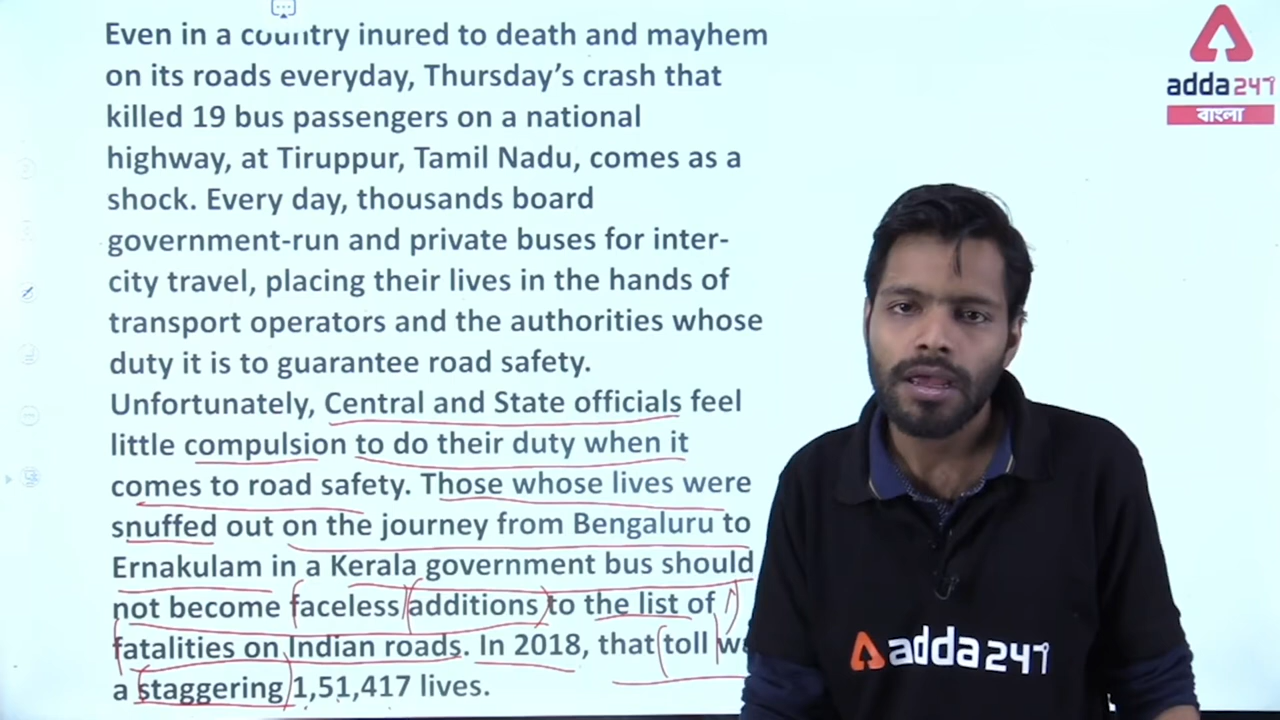 Even in a country inured to death and mayhem
on its roads everyday, Thursday's crash that
killed 19 bus passengers on a national
highway, at Tiruppur, Tamil Nadu, comes as a
shock. Every day, thousands board
government-run and private buses for inter-
city travel, placing their lives in the hands of
transport operators and the authorities whose
duty it is to guarantee road safety.
Unfortunately, Central and State officials feel
little compulsion to do their duty when it
comes to road safety. Those whose lives were
snuffed out on the journey from Bengaluru to
Ernakulam in a Kerala government bus should
not become faceless additions to the list of
fatalities on Indian roads. In 2018, that toll
a staggering 1,51,417 lives.
adda247
বাংলা
adda247